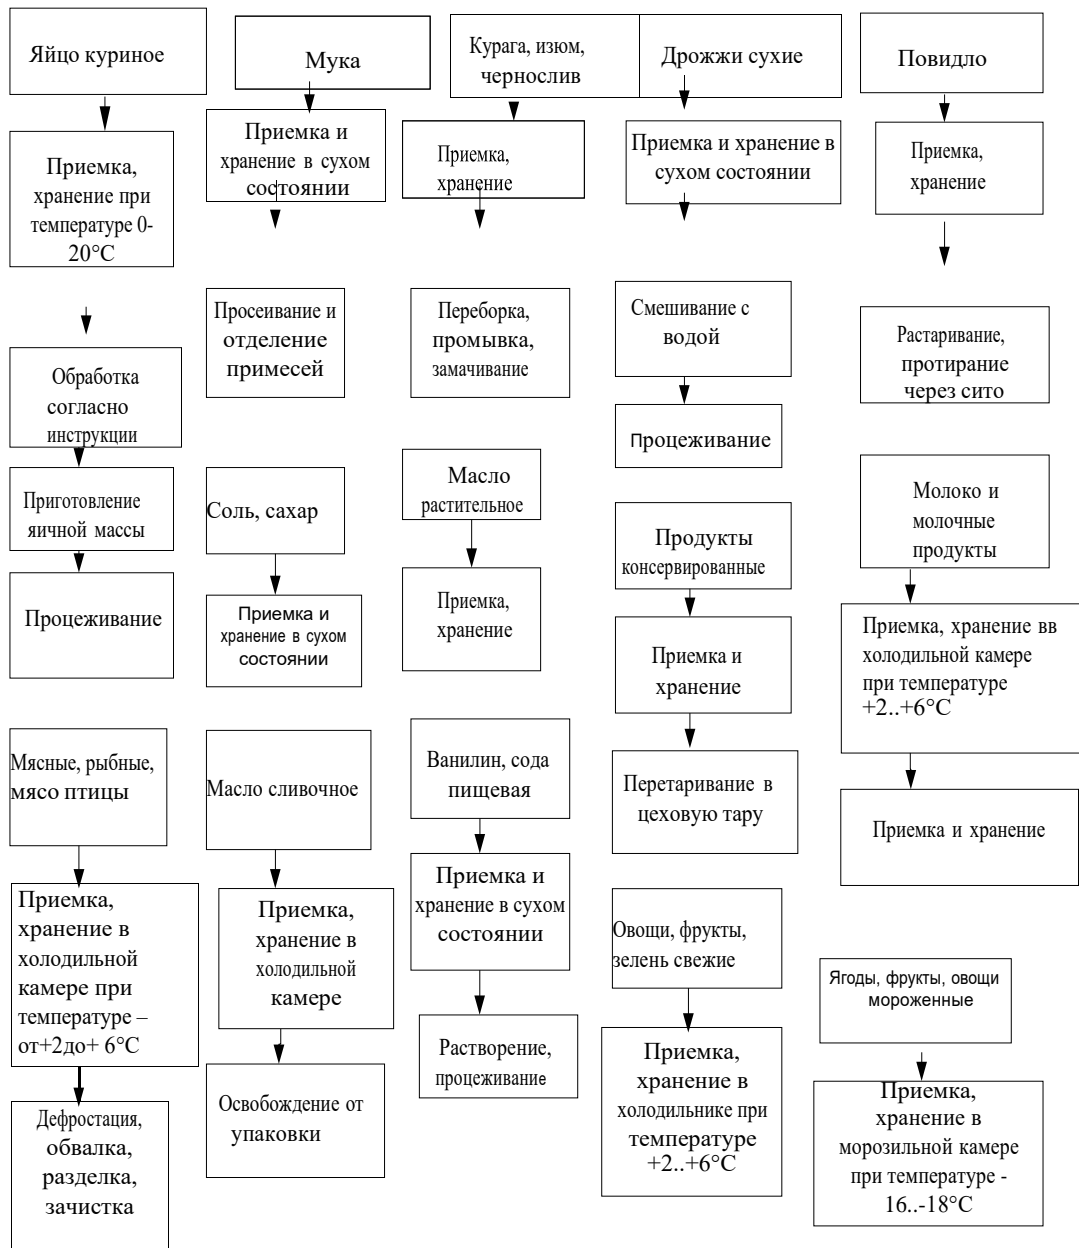 Яйцо куриное
Мука
Курага, изюм,
чернослив
Дрожжи сухие
Повидло
Приемка,
хранение при
температуре 0-
20°С
Приемка и
хранение в сухом
состоянии
Приемка,
хранение
Приемка и хранение в
сухом состоянии
Приемка,
хранение
Обработка
согласно
инструкции
Просеивание и
отделение
примесей
Переборка,
промывка,
замачивание
Смешивание с
водой
Растаривание,
протирание
через сито
Процеживание
Приготовление
яичной массы
Соль, сахар
Масло
растительное
Продукты
консервированные
Молоко и
молочные
продукты
Процеживание
Приемка и
хранение в сухом
состоянии
Приемка,
хранение
Приемка и
хранение
Приемка, хранение вв
холодильной камере
при температуре
+2..+6°С
Мясные, рыбные,
мясо птицы
Масло сливочное
Ванилин, сода
пищевая
Перетаривание в
цеховую тару
Приемка и хранение
Приемка,
хранение в
холодильной
камере при
температуре –
от+2до+ 6°С
Приемка,
хранение в
холодильной
камере
Приемка и
хранение в сухом
состоянии
Овощи, фрукты,
зелень свежие
Ягоды, фрукты, овощи
мороженные
Дефростация,
обвалка,
разделка,
зачистка
Освобождение от
упаковки
Растворение,
процеживание
Приемка,
хранение в
холодильнике при
температуре
+2..+6°С
Приемка,
хранение в
морозильной камере
при температуре -
16..-18°С